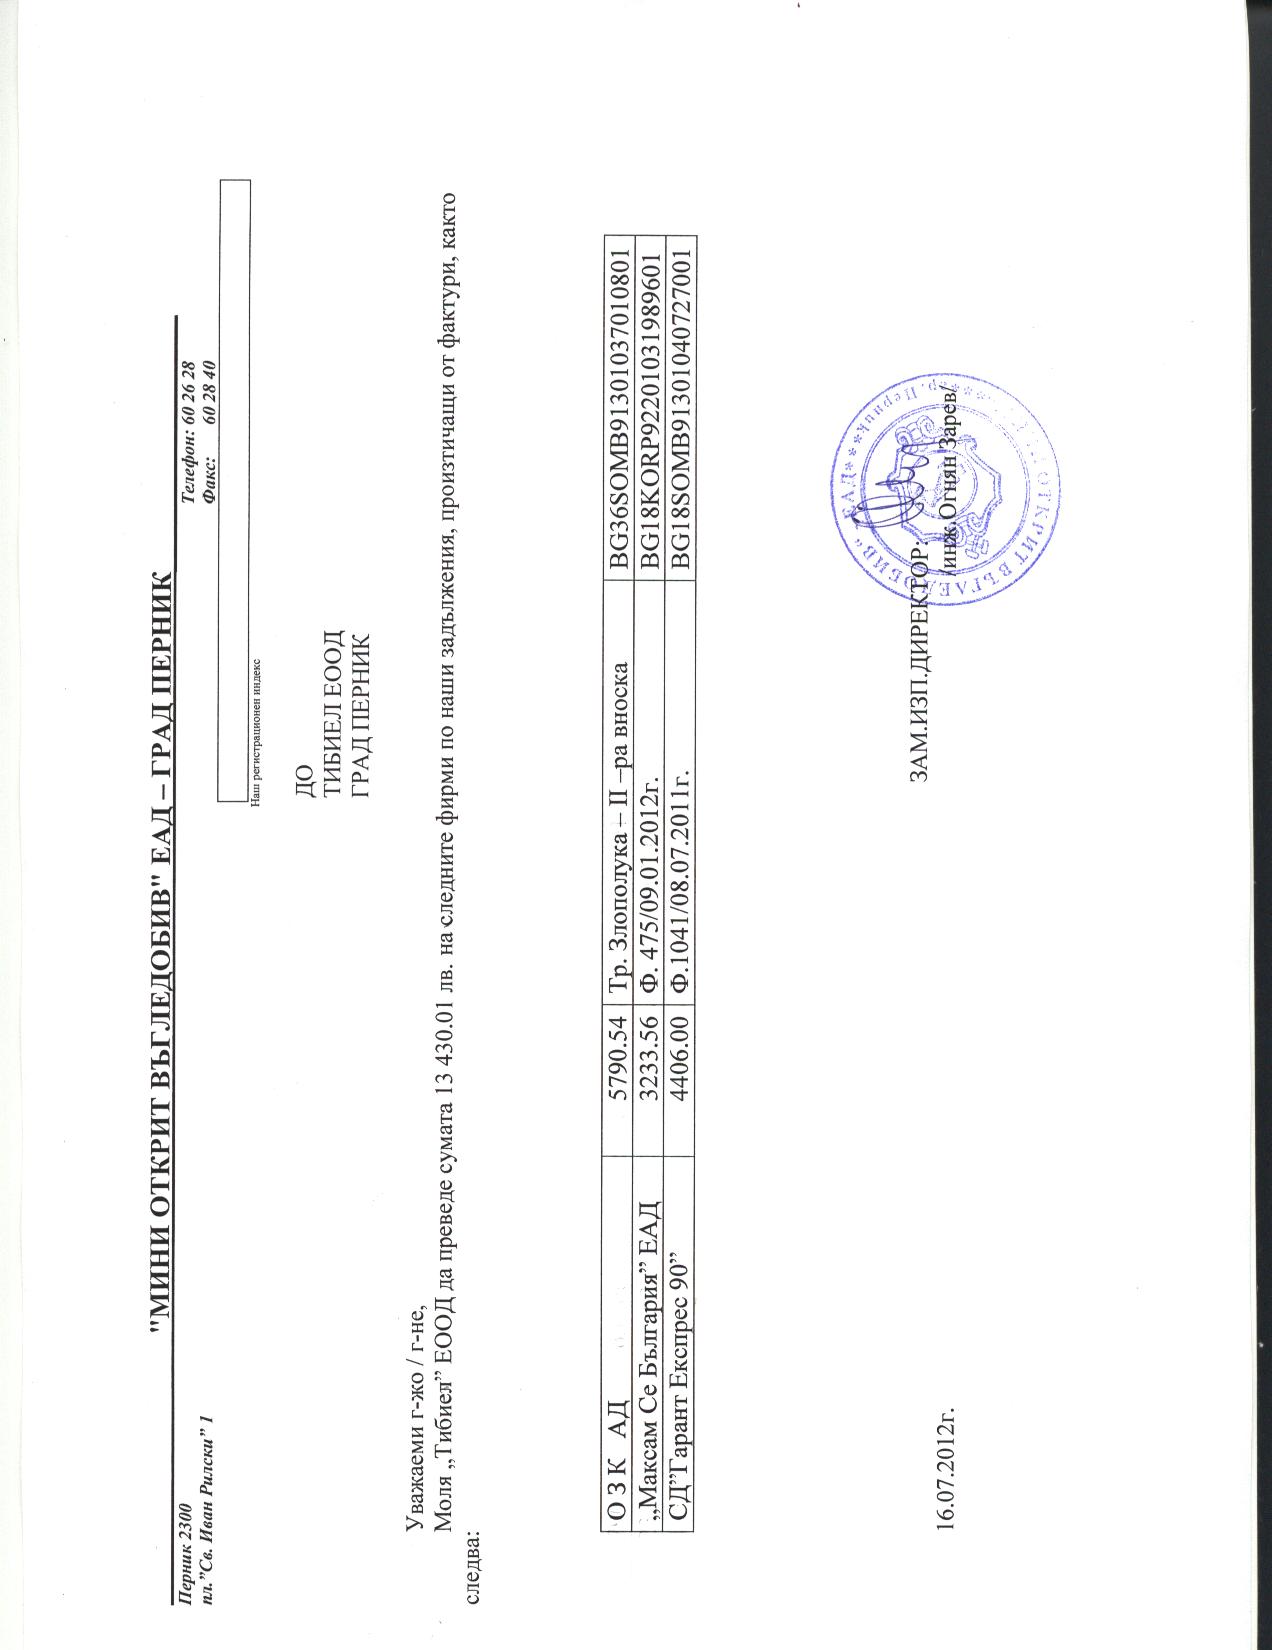 "МИНИ ОТКРИТ ВЪГЛЕДОБИВ" ЕАД – ГРАД ПЕРНИК
Перник 2300 Телефон: 60 26 28
пл."Св. Иван Рилски" 1 Факс: 60 28 40
Наш регистрационен индекс
ДО
ТИБИЕЛ ЕООД
ГРАД ПЕРНИК
Уважаеми г-жо / г-не,
Моля „Тибиел” ЕООД да преведе сумата 13 430.01 лв. на следните фирми по наши задължения, произтичащи от фактури, както
следва:
О З К АД 5790.54 Тр. Злополука – II –ра вноска BG36SOMB91301037010801
„Максам Се България” ЕАД 3233.56 Ф. 475/09.01.2012г. BG18KORP92201031989601
СД”Гарант Експрес 90” 4406.00 Ф.1041/08.07.2011г. BG18SOMB91301040727001
ЗАМ.ИЗП.ДИРЕКТОР:
16.07.2012г. /инж.Огнян Зарев/
ОТКРИТ ВЪГЛЕДОБИВ" ЕАД** гр. Перник***